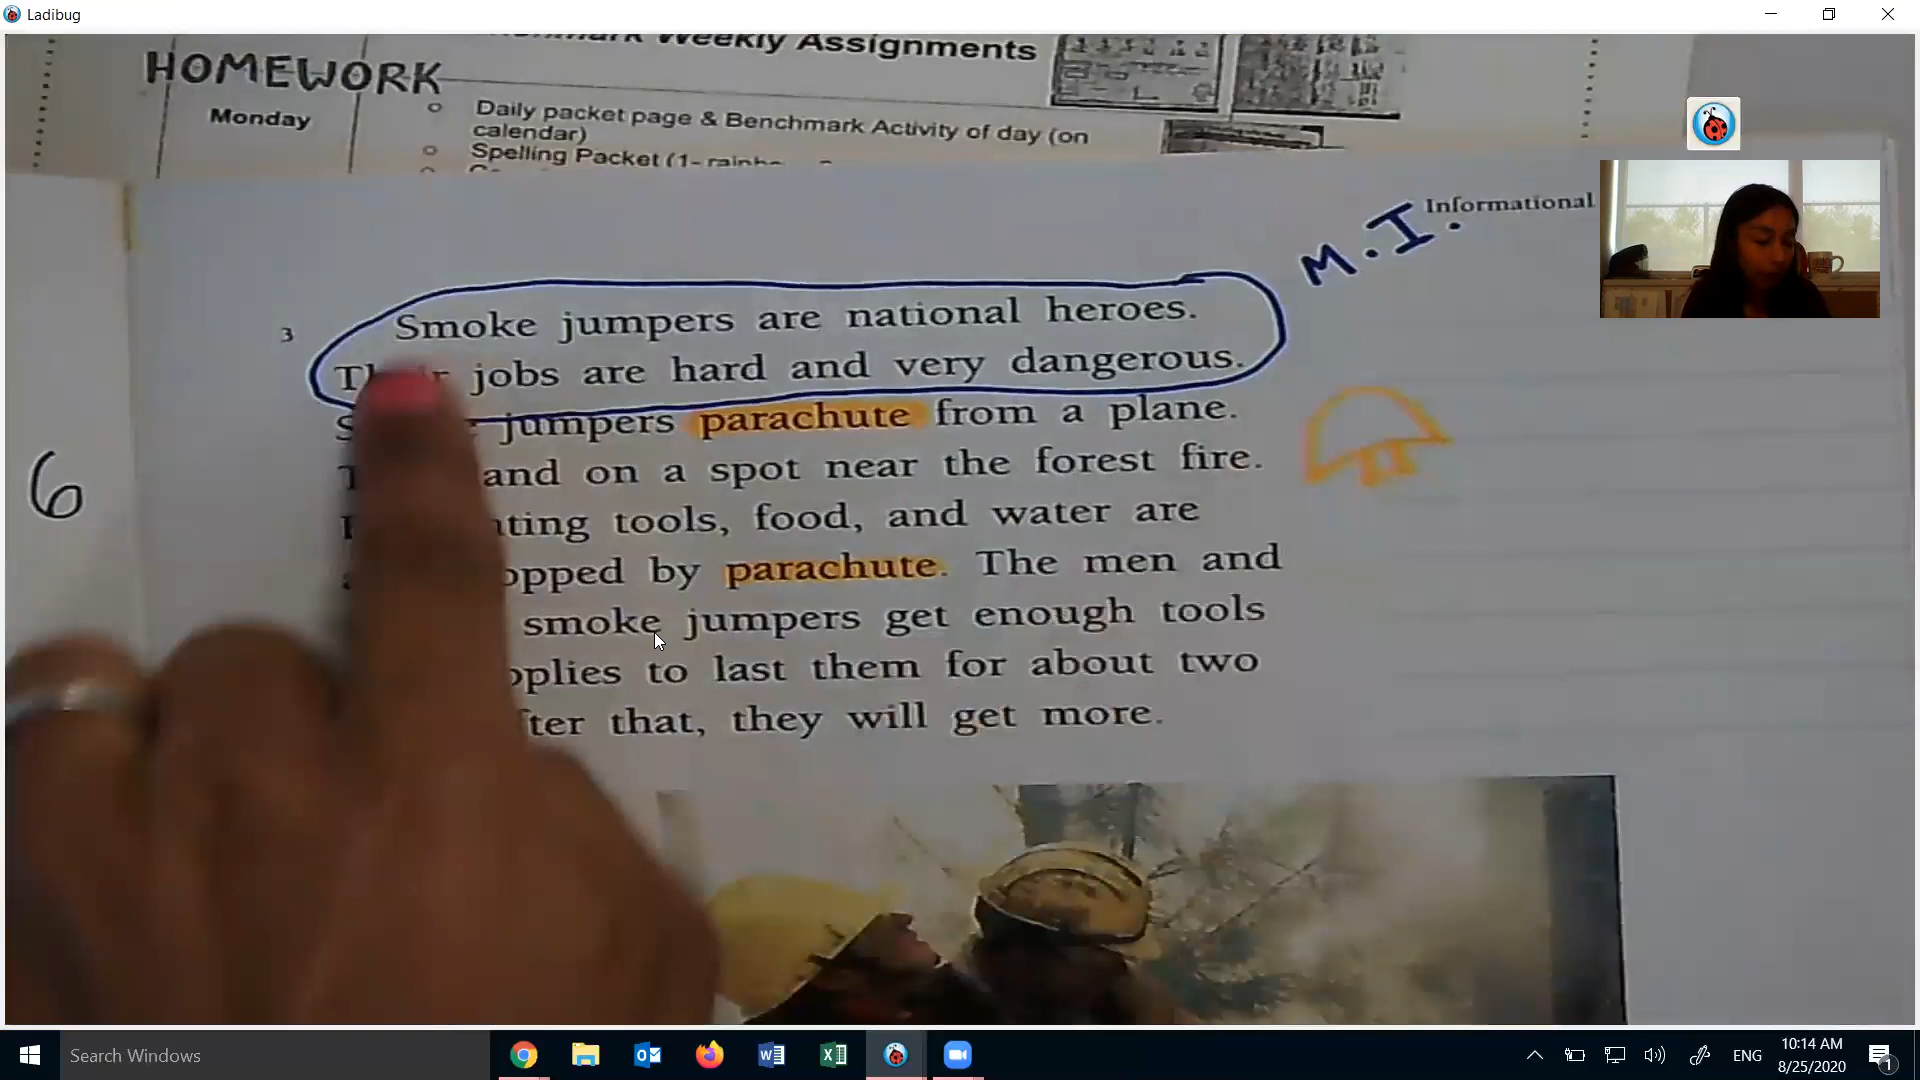 Ladibug
Weekly Assignments
HOMEWORK
Monday
Daily packet page & Benchmark Activity of day (on
calendar)
Spelling Packet (1-
Informational
M.I.
3
Smoke jumpers are national heroes.
jobs are hard and very dangerous.
jumpers parachute from a plane.
on a spot near the forest fire.
tools, food, and water are
by parachute. The men and
smoke jumpers get enough tools
to last them for about two
that, they will get more.
6
Search Windows
ENG
10:14 AM
8/25/2020
1